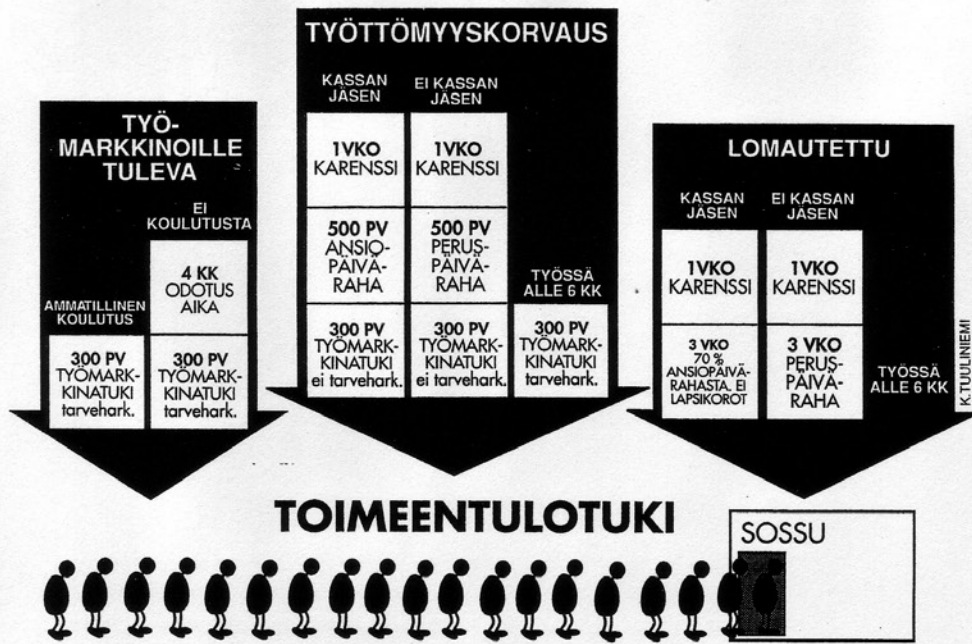 TYÖ-
MARKKINOILLE
TULEVA
EI
KOULUTUSTA
4 KK
ODOTUS
AIKA
AMMATILLINEN
KOULUTUS
300 PV
TYÖMARK-
KINATUKI
tarvehark.
300 PV
TYÖMARK-
KINATUKI
tarvehark.
TYÖTTÖMYYSKORVAUS
KASSAN
JÄSEN
EI KASSAN
JÄSEN
1VKO
KARENSSI
1VKO
KARENSSI
500 PV
ANSIO-
PÄIVÄ-
RAHA
500 PV
PERUS-
PÄIVÄ-
RAHA
TYÖSSÄ
ALLE 6 KK
300 PV
TYÖMARK-
KINATUKI
ei tarvehark.
300 PV
TYÖMARK-
KINATUKI
ei tarvehark.
300 PV
TYÖMARK-
KINATUKI
tarvehark.
LOMAUTETTU
KASSAN
JÄSEN
EI KASSAN
JÄSEN
1VKO
KARENSSI
1VKO
KARENSSI
3 VKO
70 %
ANSIOPÄIVÄ-
RAHASTA. EI
LAPSIKOROT
3 VKO
PERUS-
PÄIVÄ-
RAHA
TYÖSSÄ
ALLE 6 KK
K.TUULINIEMI
TOIMEENTULOTUKI
SOSSU